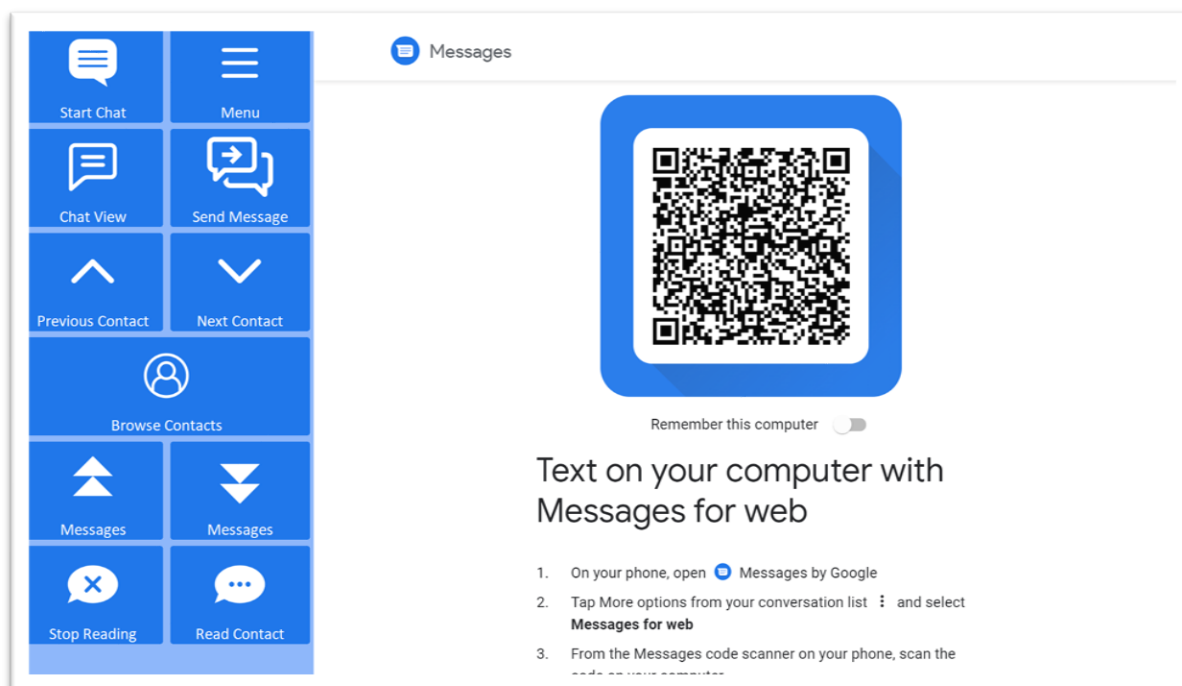 Start Chat
Menu
Chat View
Send Message
Previous Contact
Next Contact
Browse Contacts
Messages
Messages
Stop Reading
Read Contact
Messages
Remember this computer
Text on your computer with
Messages for web
1. On your phone, open Messages by Google
2. Tap More options from your conversation list and select
Messages for web
3. From the Messages code scanner on your phone, scan the